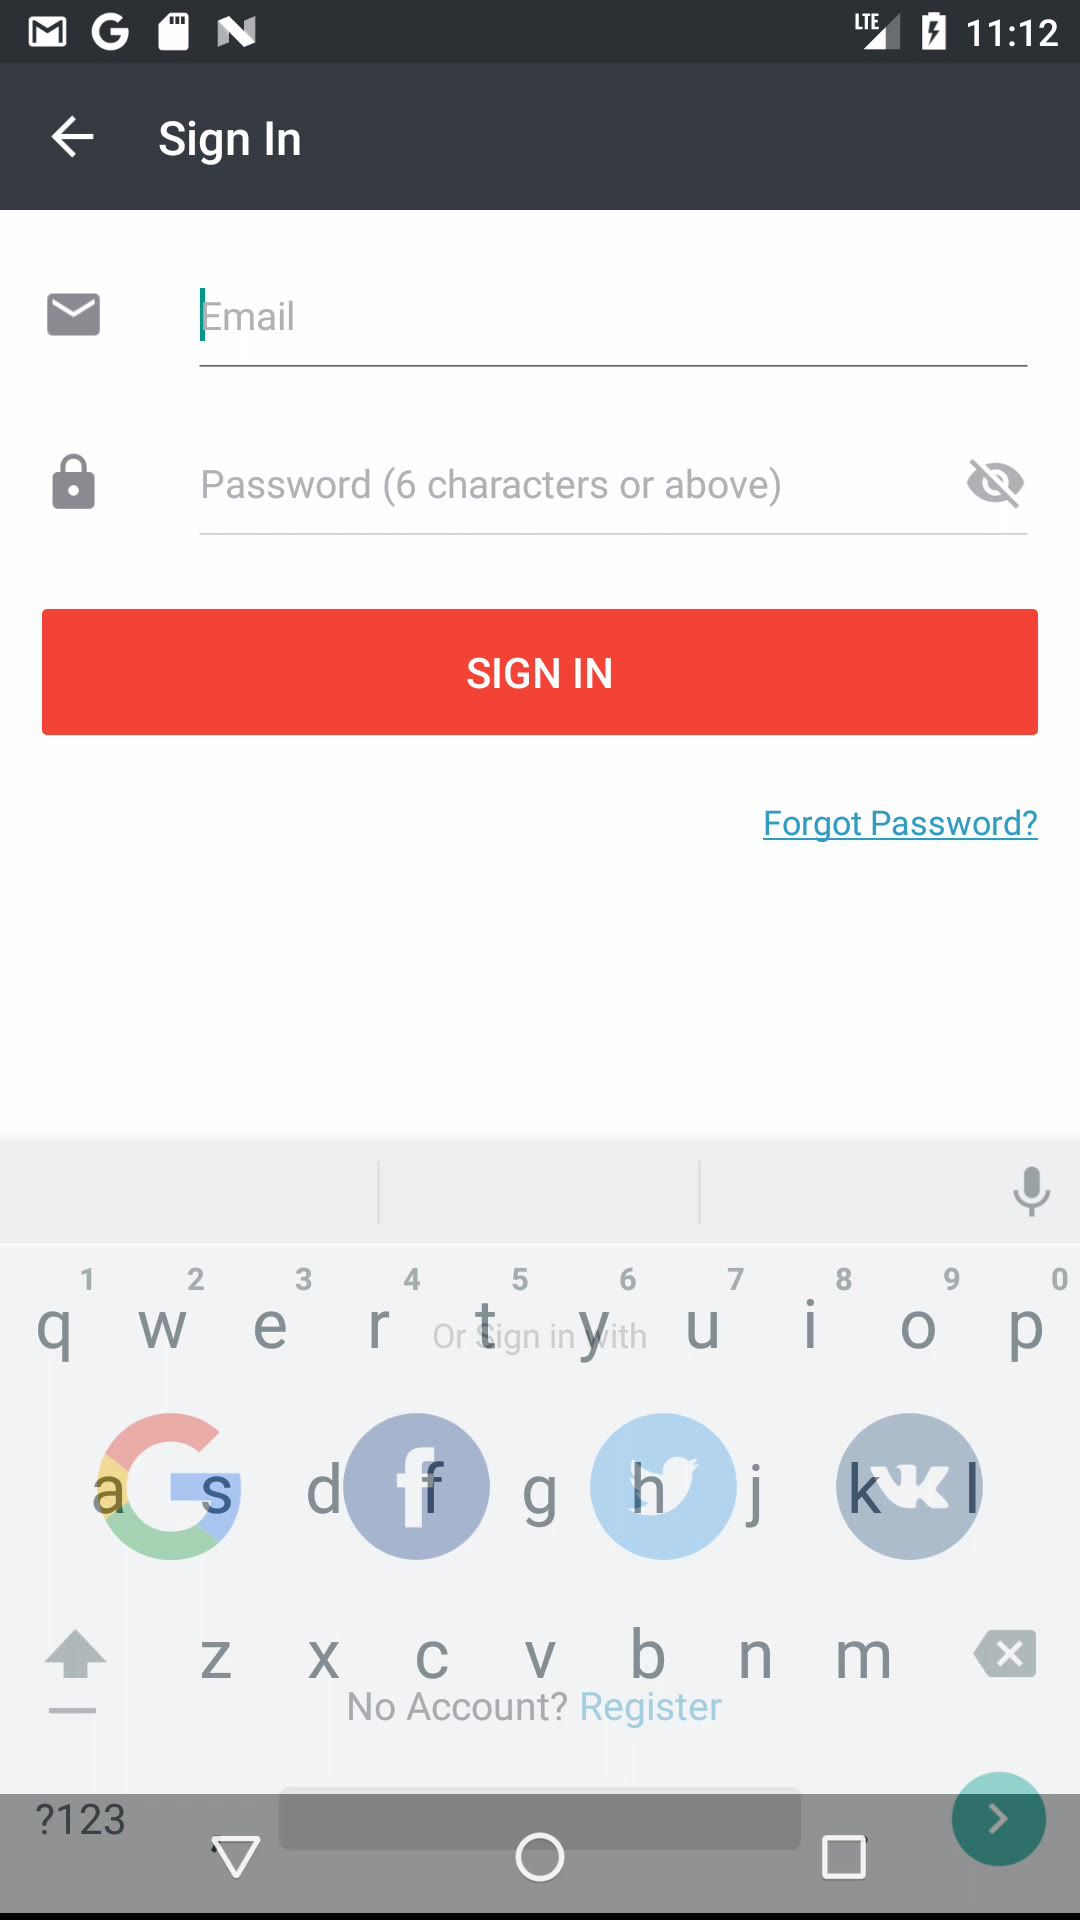 LTE 11:12
Sign In
Email
Password (6 characters or above)
SIGN IN
Forgot Password?
1 2 3 4 5 6 7 8 9 0
q w e r t y u i o p
Or Sign in with
a s d f g h j k l
z x c v b n m
No Account? Register
?123